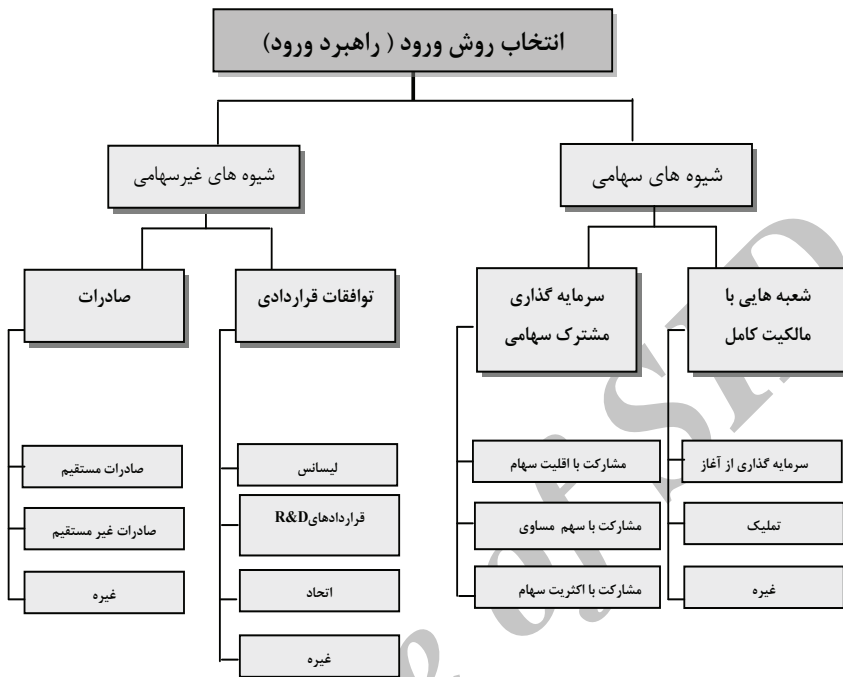 انتخاب روش ورود ( راهبرد ورود)
شیوه های سهامی
شیوه های غیرسهامی
شعبه هایی با
مالکیت کامل
سرمایه گذاری
مشترک سهامی
توافقات قراردادی
صادرات
سرمایه گذاری از آغاز
تملیک
غیره
مشارکت با اقلیت سهام
مشارکت با سهم مساوی
مشارکت با اکثریت سهام
لیسانس
قراردادهایR&D
اتحاد
غیره
صادرات مستقیم
صادرات غیر مستقیم
غیره
e of SID